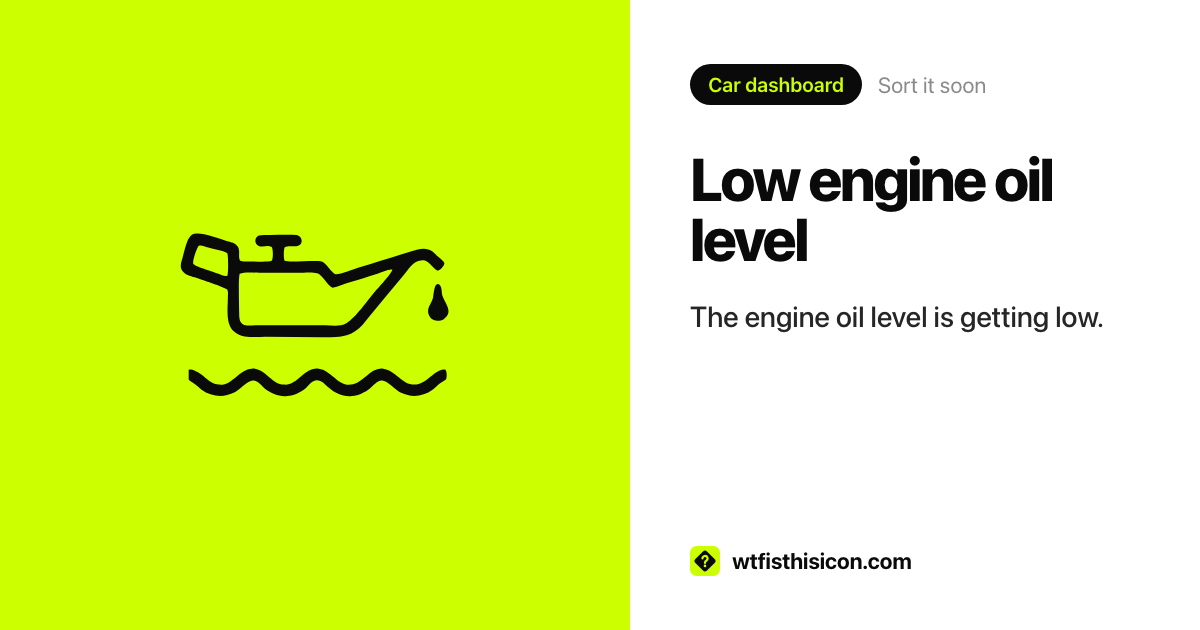 Car dashboard Sort it soon
Low engine oil
level
The engine oil level is getting low.
wtfisthisicon.com